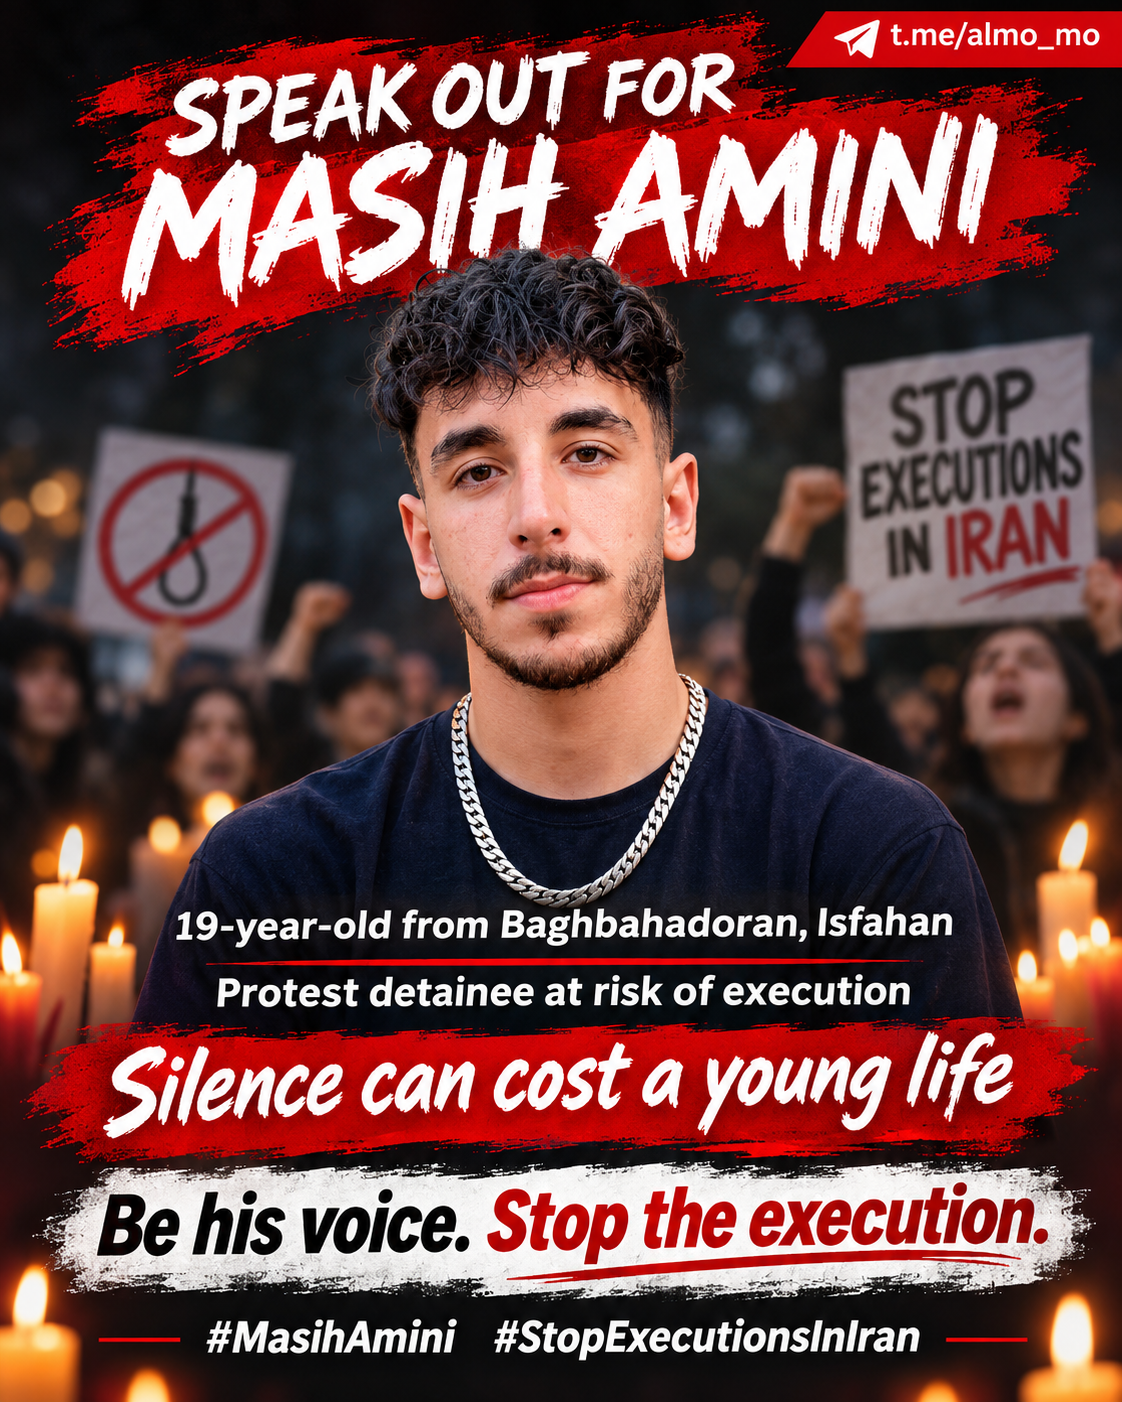 t.me/almo_mo
SPEAK OUT FOR
MASIH AMINI
STOP
EXECUTIONS
IN IRAN
19-year-old from Baghbahadoran, Isfahan
Protest detainee at risk of execution
Silence can cost a young life
Be his voice. Stop the execution.
#MasihAmini #StopExecutionsInIran